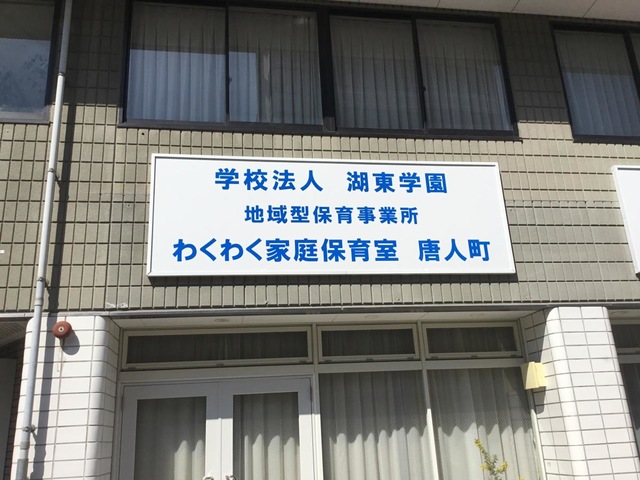 学校法人 湖東学園
地域型保育事業所
わくわく家庭保育室 唐人町